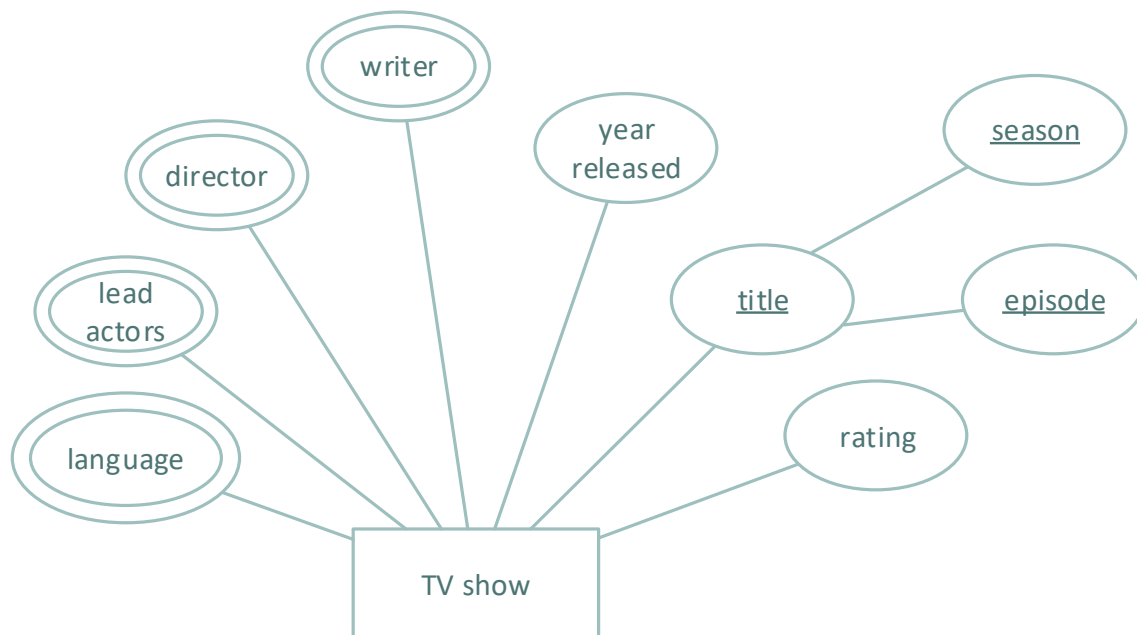 writer
year
released
season
director
title
episode
lead
actors
rating
language
TV show